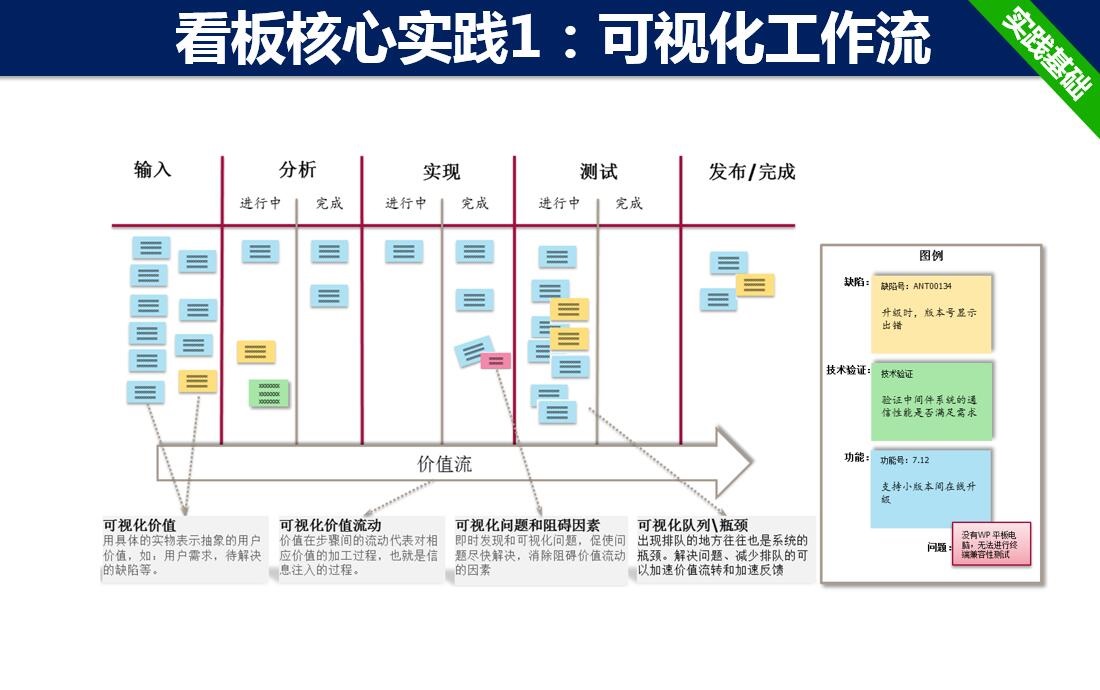 看板核心实践1：可视化工作流
实践基础
输入
分析
实现
测试
发布/完成
进行中
完成
进行中
完成
进行中
完成
XXXXXXX
XXXXXXX
XXXXXXX
价值流
可视化价值
用具体的实物表示抽象的用户
价值，如：用户需求，待解决
的缺陷等。
可视化价值流动
价值在步骤间的流动代表对相
应价值的加工过程，也就是信
息注入的过程。
可视化问题和阻碍因素
即时发现和可视化问题，促使问
题尽快解决，消除阻碍价值流动
的因素
可视化队列\瓶颈
出现排队的地方往往也是系统的
瓶颈。解决问题、减少排队的可
以加速价值流转和加速反馈
图例
缺陷：
缺陷号：ANT00134
升级时，版本号显示
出错
技术验证：
技术验证
验证中间件系统的通
信性能是否满足需求
功能：
功能号：7.12
支持小版本间在线升
级
问题：
没有WP 平板电
脑，无法进行终
端兼容性测试